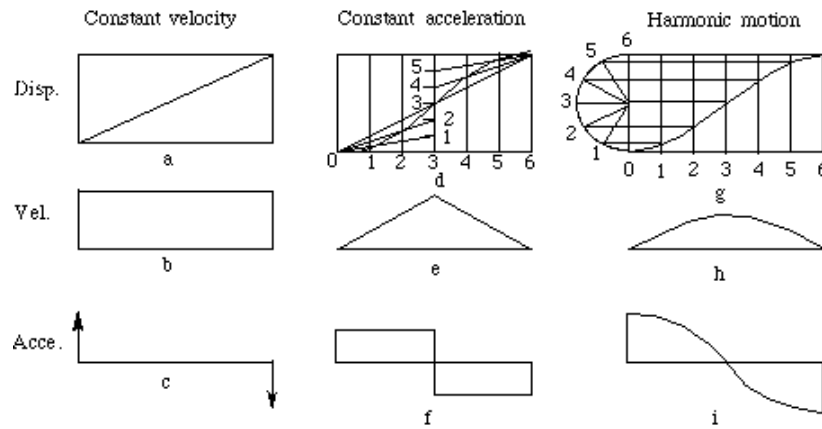 Constant velocity Constant acceleration Harmonic motion
Disp.
5
4
3
2
1
0 1 2 3 4 5 6
6
5
4
3
2
1
0 1 2 3 4 5 6
a d g
Vel.
b e h
Acce.
c f i